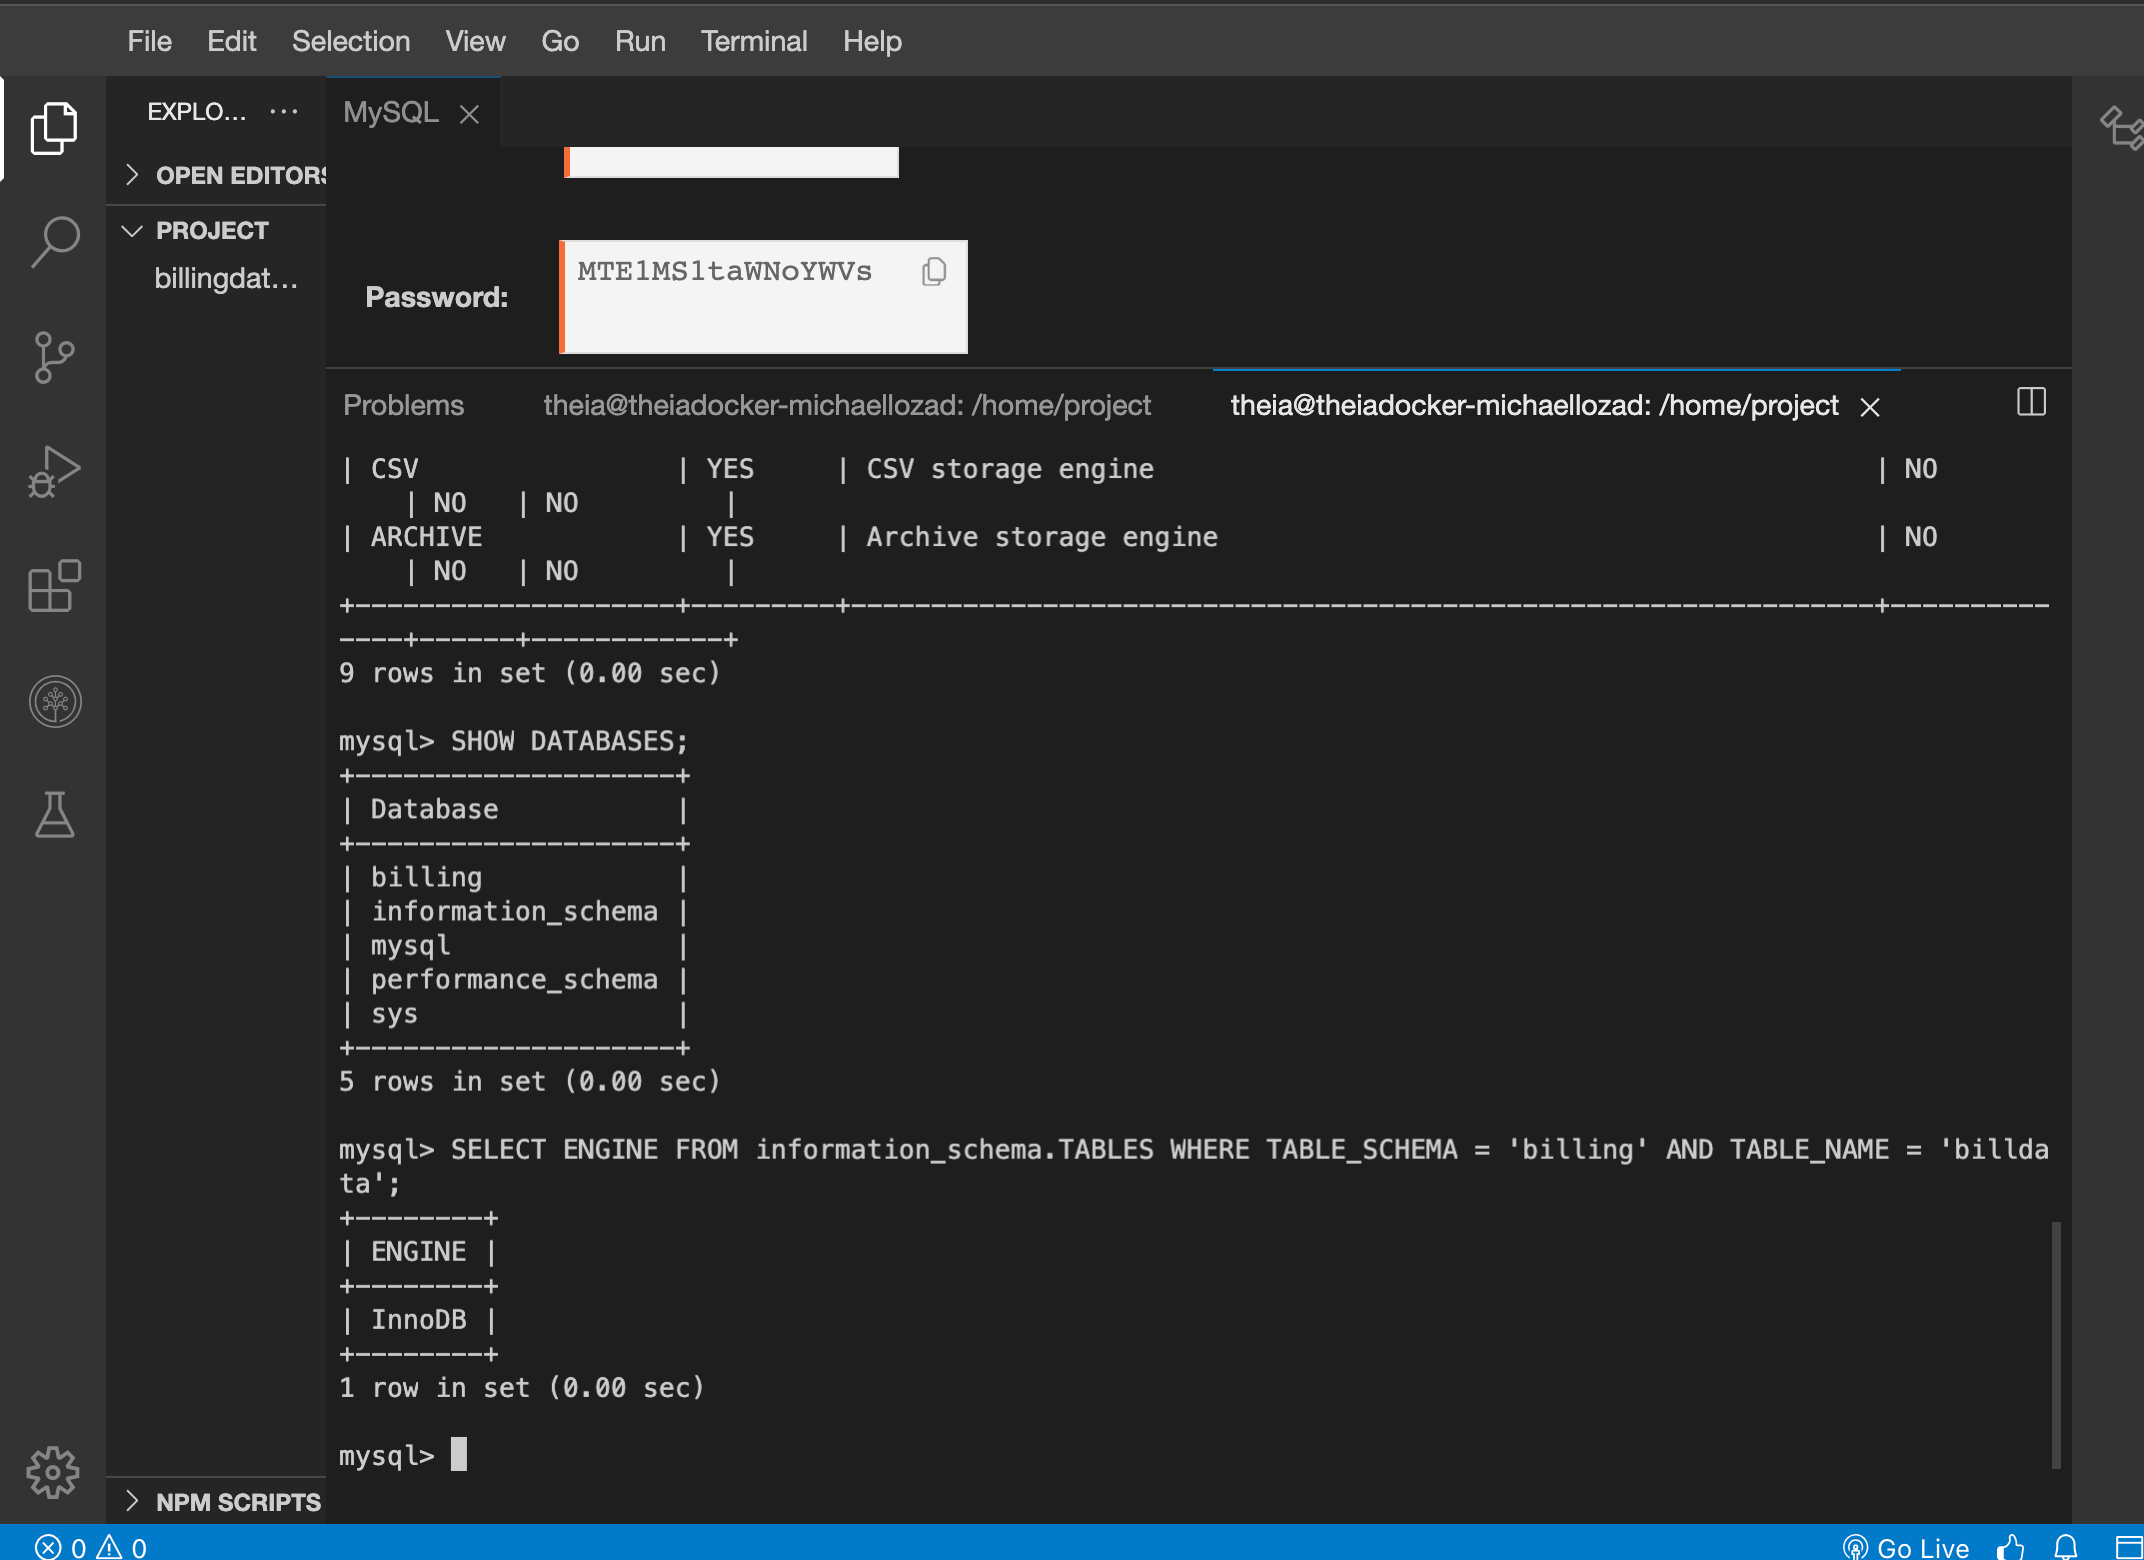 File Edit Selection View Go Run Terminal Help
EXPLO... ···
MySQL
OPEN EDITORS
PROJECT
billingdat...
Password:
MTE1MS1taWNoYWVs
Problems theia@theiadocker-michaellozad: /home/project theia@theiadocker-michaellozad: /home/project
| CSV                | YES     | CSV storage engine                                             | NO
    | NO   | NO         |
| ARCHIVE            | YES     | Archive storage engine                                         | NO
    | NO   | NO         |
+--------------------+---------+----------------------------------------------------------------+----------
----+------+------------+
9 rows in set (0.00 sec)
mysql> SHOW DATABASES;
+--------------------+
| Database           |
+--------------------+
| billing            |
| information_schema |
| mysql              |
| performance_schema |
| sys                |
+--------------------+
5 rows in set (0.00 sec)
mysql> SELECT ENGINE FROM information_schema.TABLES WHERE TABLE_SCHEMA = 'billing' AND TABLE_NAME = 'billda
ta';
+--------+
| ENGINE |
+--------+
| InnoDB |
+--------+
1 row in set (0.00 sec)
mysql>
NPM SCRIPTS
0 0 Go Live